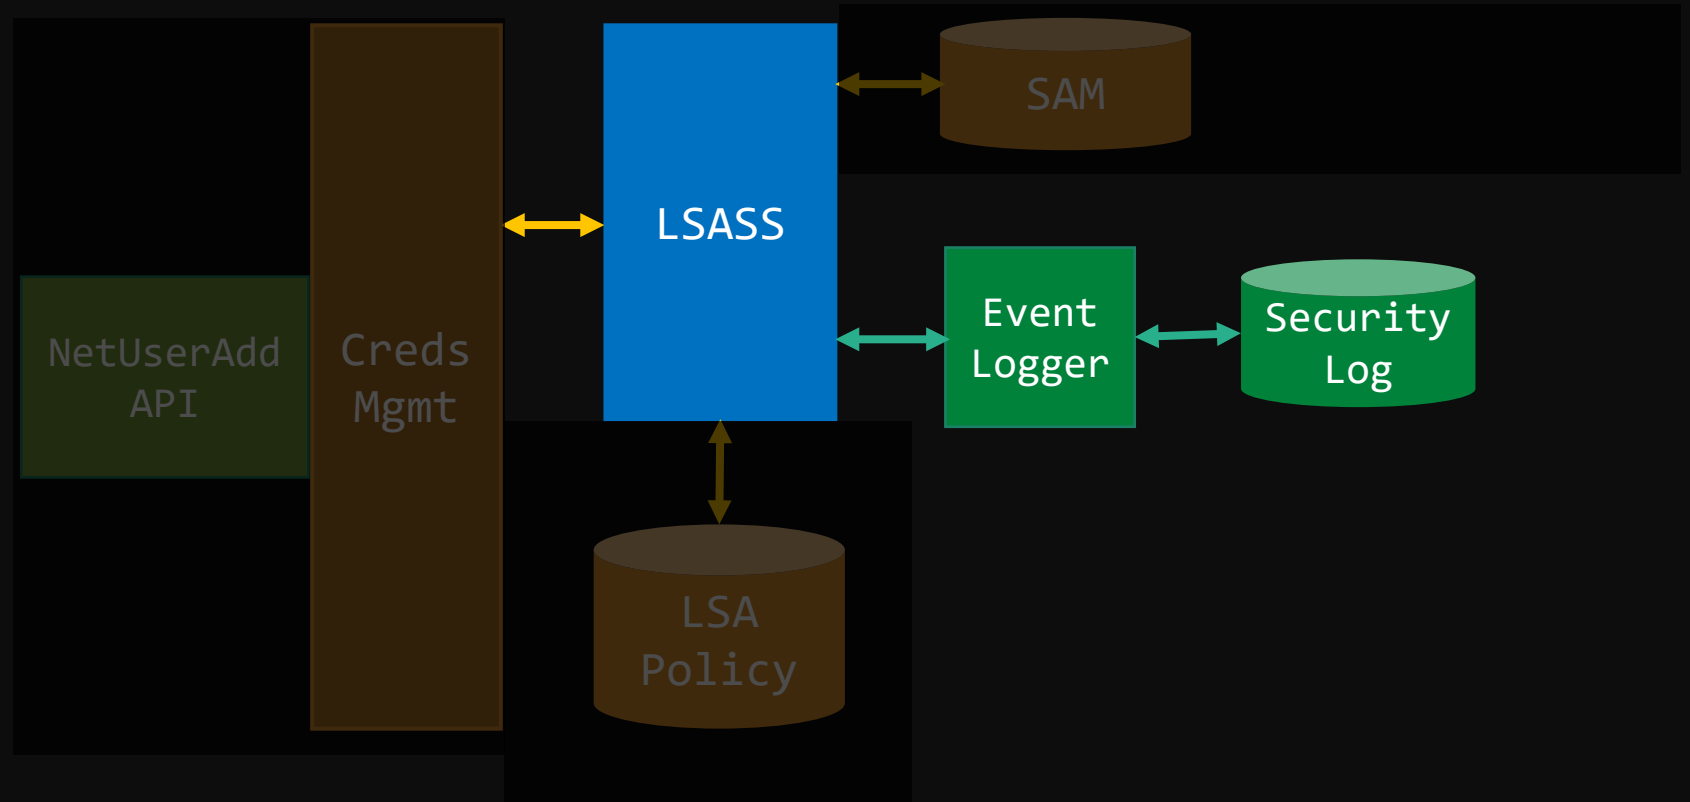 SAM
LSASS
NetUserAdd
API
Creds
Mgmt
Event
Logger
Security
Log
LSA
Policy